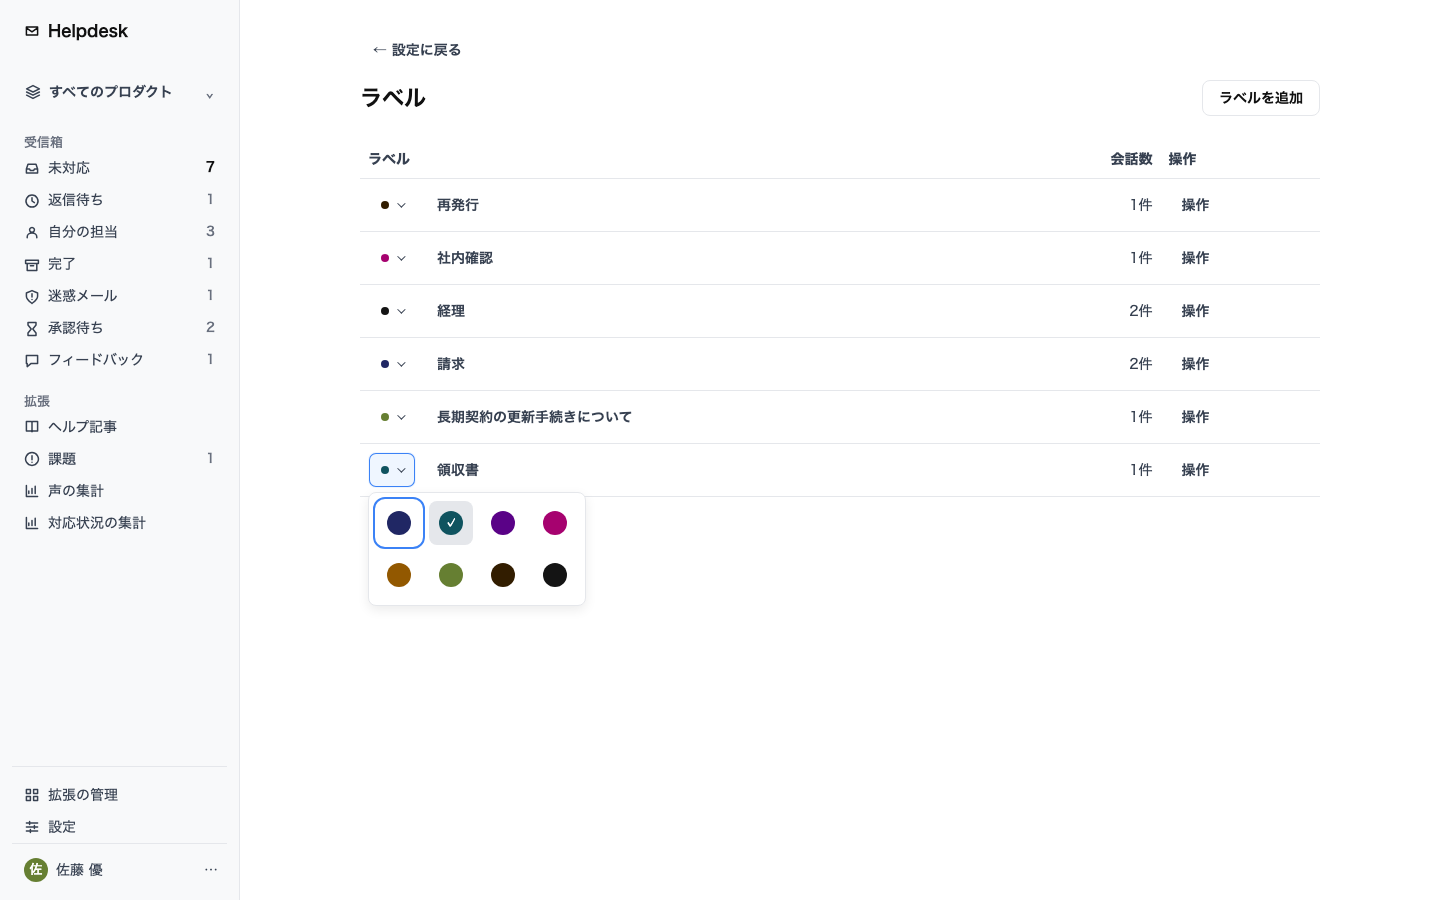 Helpdesk
すべてのプロダクト
受信箱
未対応 7
返信待ち 1
自分の担当 3
完了 1
迷惑メール 1
承認待ち 2
フィードバック 1
拡張
ヘルプ記事
課題 1
声の集計
対応状況の集計
拡張の管理
設定
佐 佐藤 優 …
← 設定に戻る
ラベル
ラベルを追加
ラベル 会話数 操作
再発行 1件 操作
社内確認 1件 操作
経理 2件 操作
請求 2件 操作
長期契約の更新手続きについて 1件 操作
領収書 1件 操作